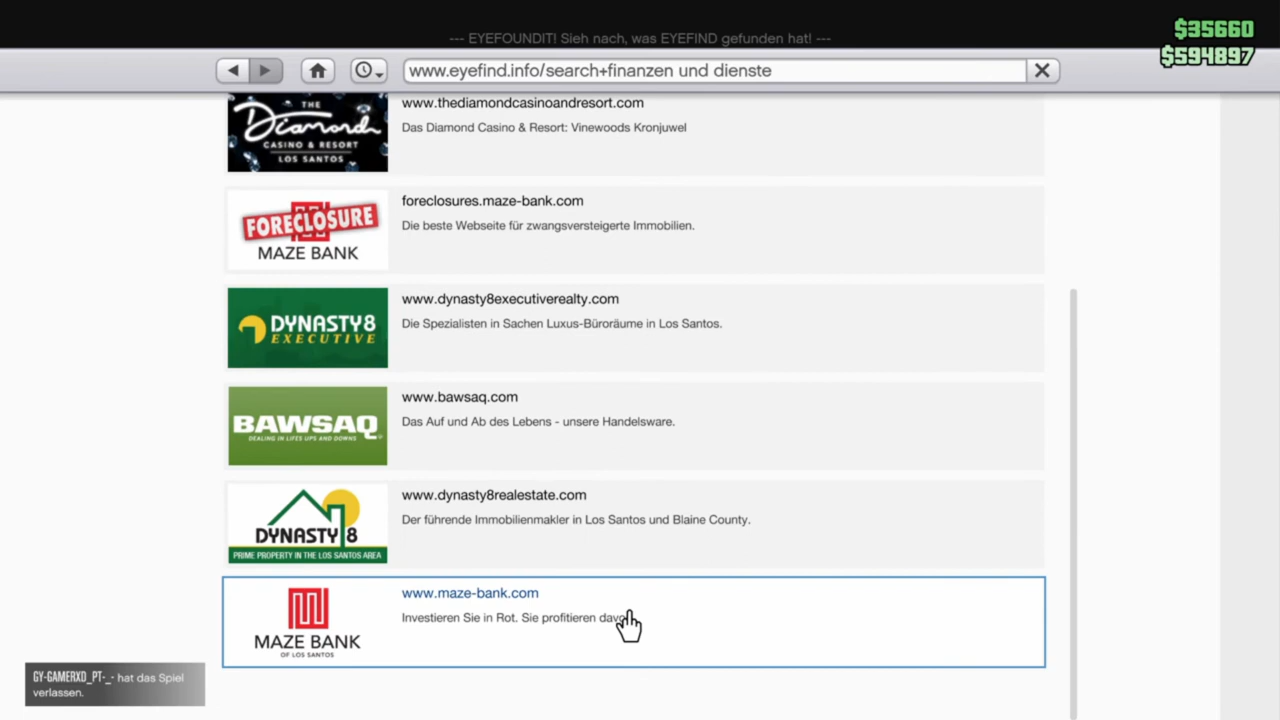 --- EYEFOUNDIT! Sieh nach, was EYEFIND gefunden hat! ---
$35660
$594897
www.eyefind.info/search+finanzen und dienste
THE
Diamond
CASINO & RESORT
LOS SANTOS
www.thediamondcasinoandresort.com
Das Diamond Casino & Resort: Vinewoods Kronjuwel
FORECLOSURE
MAZE BANK
foreclosures.maze-bank.com
Die beste Webseite für zwangsversteigerte Immobilien.
DYNASTY8
EXECUTIVE
www.dynasty8executiverealty.com
Die Spezialisten in Sachen Luxus-Büroräume in Los Santos.
BAWSAQ
DEALING IN LIFES UPS AND DOWNS
www.bawsaq.com
Das Auf und Ab des Lebens - unsere Handelsware.
DYNASTY 8
PRIME PROPERTY IN THE LOS SANTOS AREA
www.dynasty8realestate.com
Der führende Immobilienmakler in Los Santos und Blaine County.
MAZE BANK
OF LOS SANTOS
www.maze-bank.com
Investieren Sie in Rot. Sie profitieren davo
GY-GAMERXD_PT-_- hat das Spiel
verlassen.